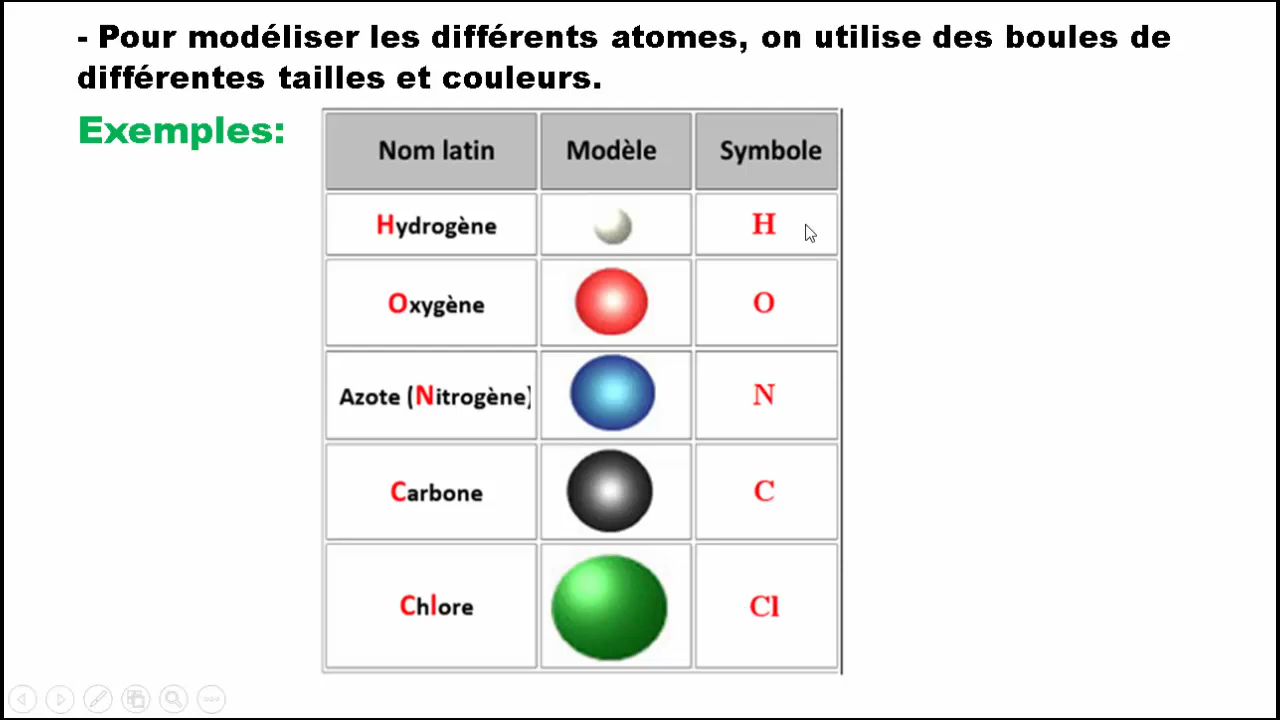 - Pour modéliser les différents atomes, on utilise des boules de
différentes tailles et couleurs.
Exemples:
Nom latin Modèle Symbole
Hydrogène H
Oxygène O
Azote (Nitrogène) N
Carbone C
Chlore Cl